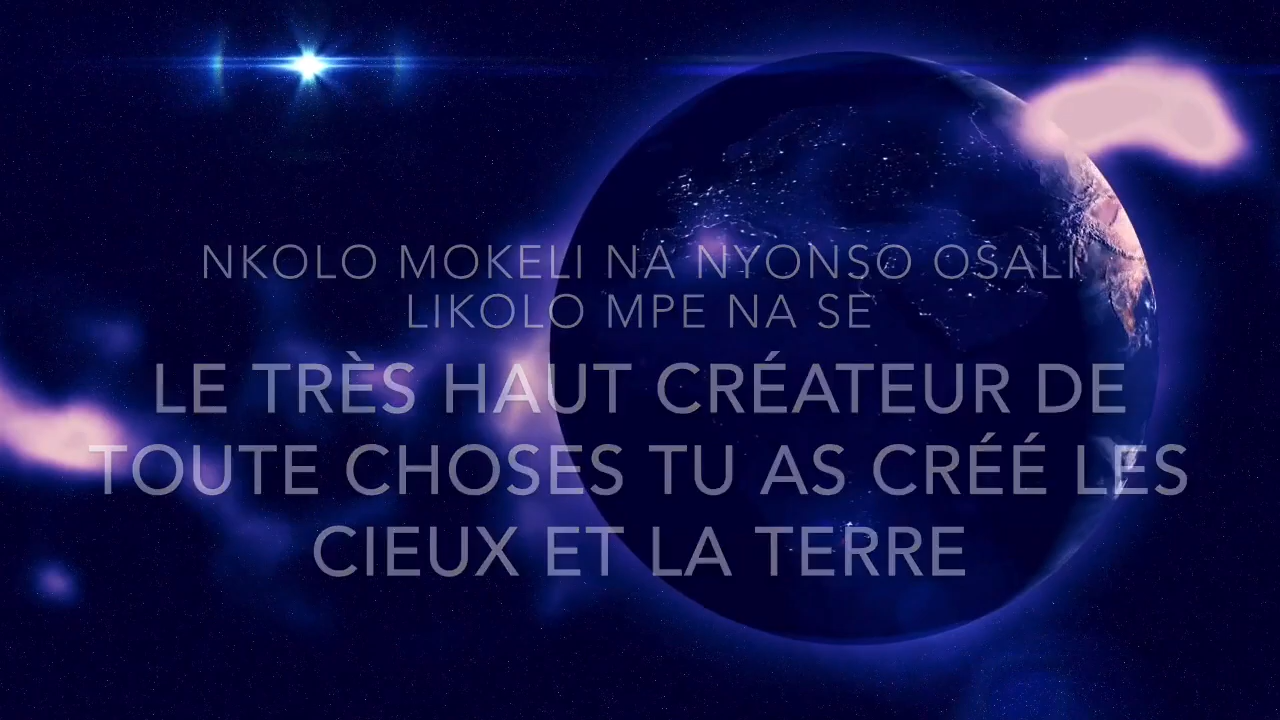 NKOLO MOKELI NA NYONSO OSALI
LIKOLO MPE NA SE
LE TRÈS HAUT CRÉATEUR DE
TOUTE CHOSES TU AS CRÉÉ LES
CIEUX ET LA TERRE